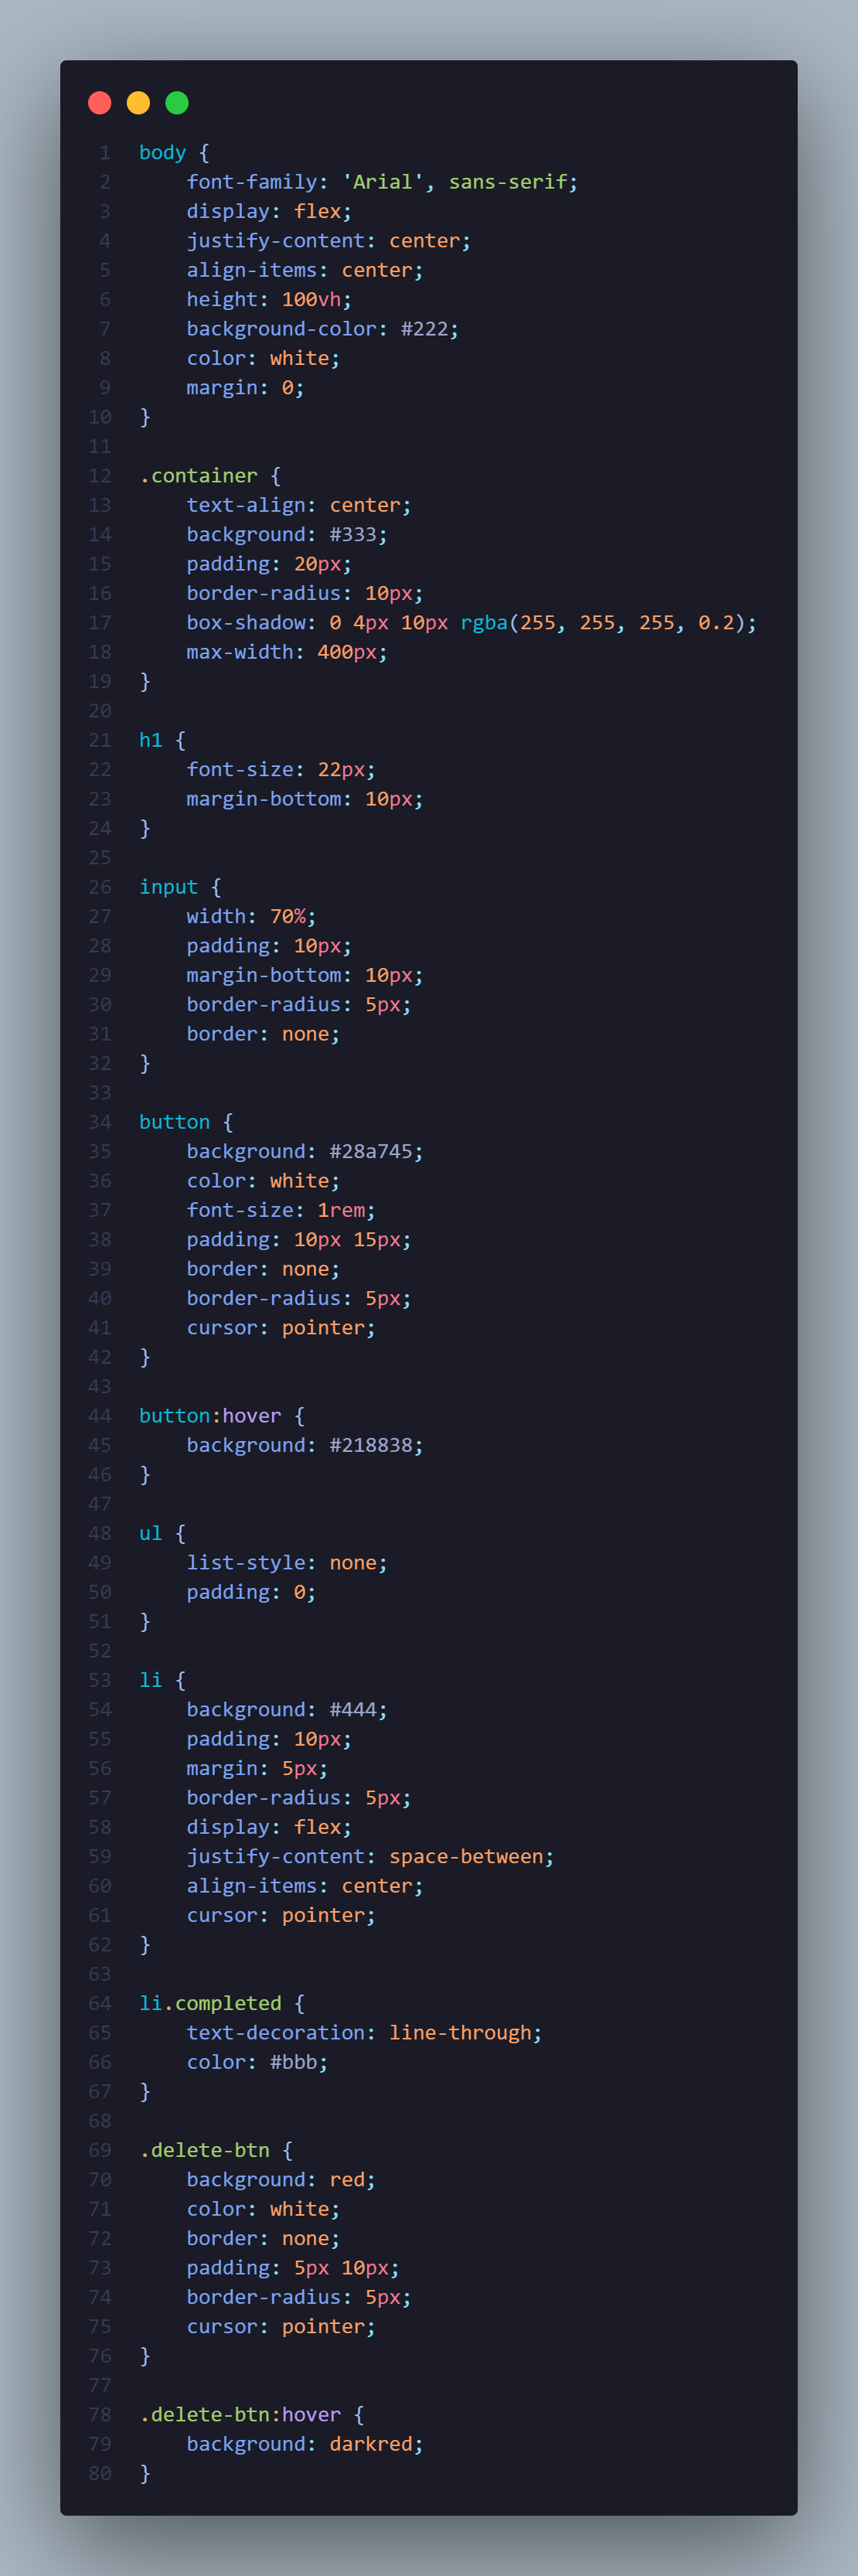 1 body {
2     font-family: 'Arial', sans-serif;
3     display: flex;
4     justify-content: center;
5     align-items: center;
6     height: 100vh;
7     background-color: #222;
8     color: white;
9     margin: 0;
10 }
11
12 .container {
13     text-align: center;
14     background: #333;
15     padding: 20px;
16     border-radius: 10px;
17     box-shadow: 0 4px 10px rgba(255, 255, 255, 0.2);
18     max-width: 400px;
19 }
20
21 h1 {
22     font-size: 22px;
23     margin-bottom: 10px;
24 }
25
26 input {
27     width: 70%;
28     padding: 10px;
29     margin-bottom: 10px;
30     border-radius: 5px;
31     border: none;
32 }
33
34 button {
35     background: #28a745;
36     color: white;
37     font-size: 1rem;
38     padding: 10px 15px;
39     border: none;
40     border-radius: 5px;
41     cursor: pointer;
42 }
43
44 button:hover {
45     background: #218838;
46 }
47
48 ul {
49     list-style: none;
50     padding: 0;
51 }
52
53 li {
54     background: #444;
55     padding: 10px;
56     margin: 5px;
57     border-radius: 5px;
58     display: flex;
59     justify-content: space-between;
60     align-items: center;
61     cursor: pointer;
62 }
63
64 li.completed {
65     text-decoration: line-through;
66     color: #bbb;
67 }
68
69 .delete-btn {
70     background: red;
71     color: white;
72     border: none;
73     padding: 5px 10px;
74     border-radius: 5px;
75     cursor: pointer;
76 }
77
78 .delete-btn:hover {
79     background: darkred;
80 }